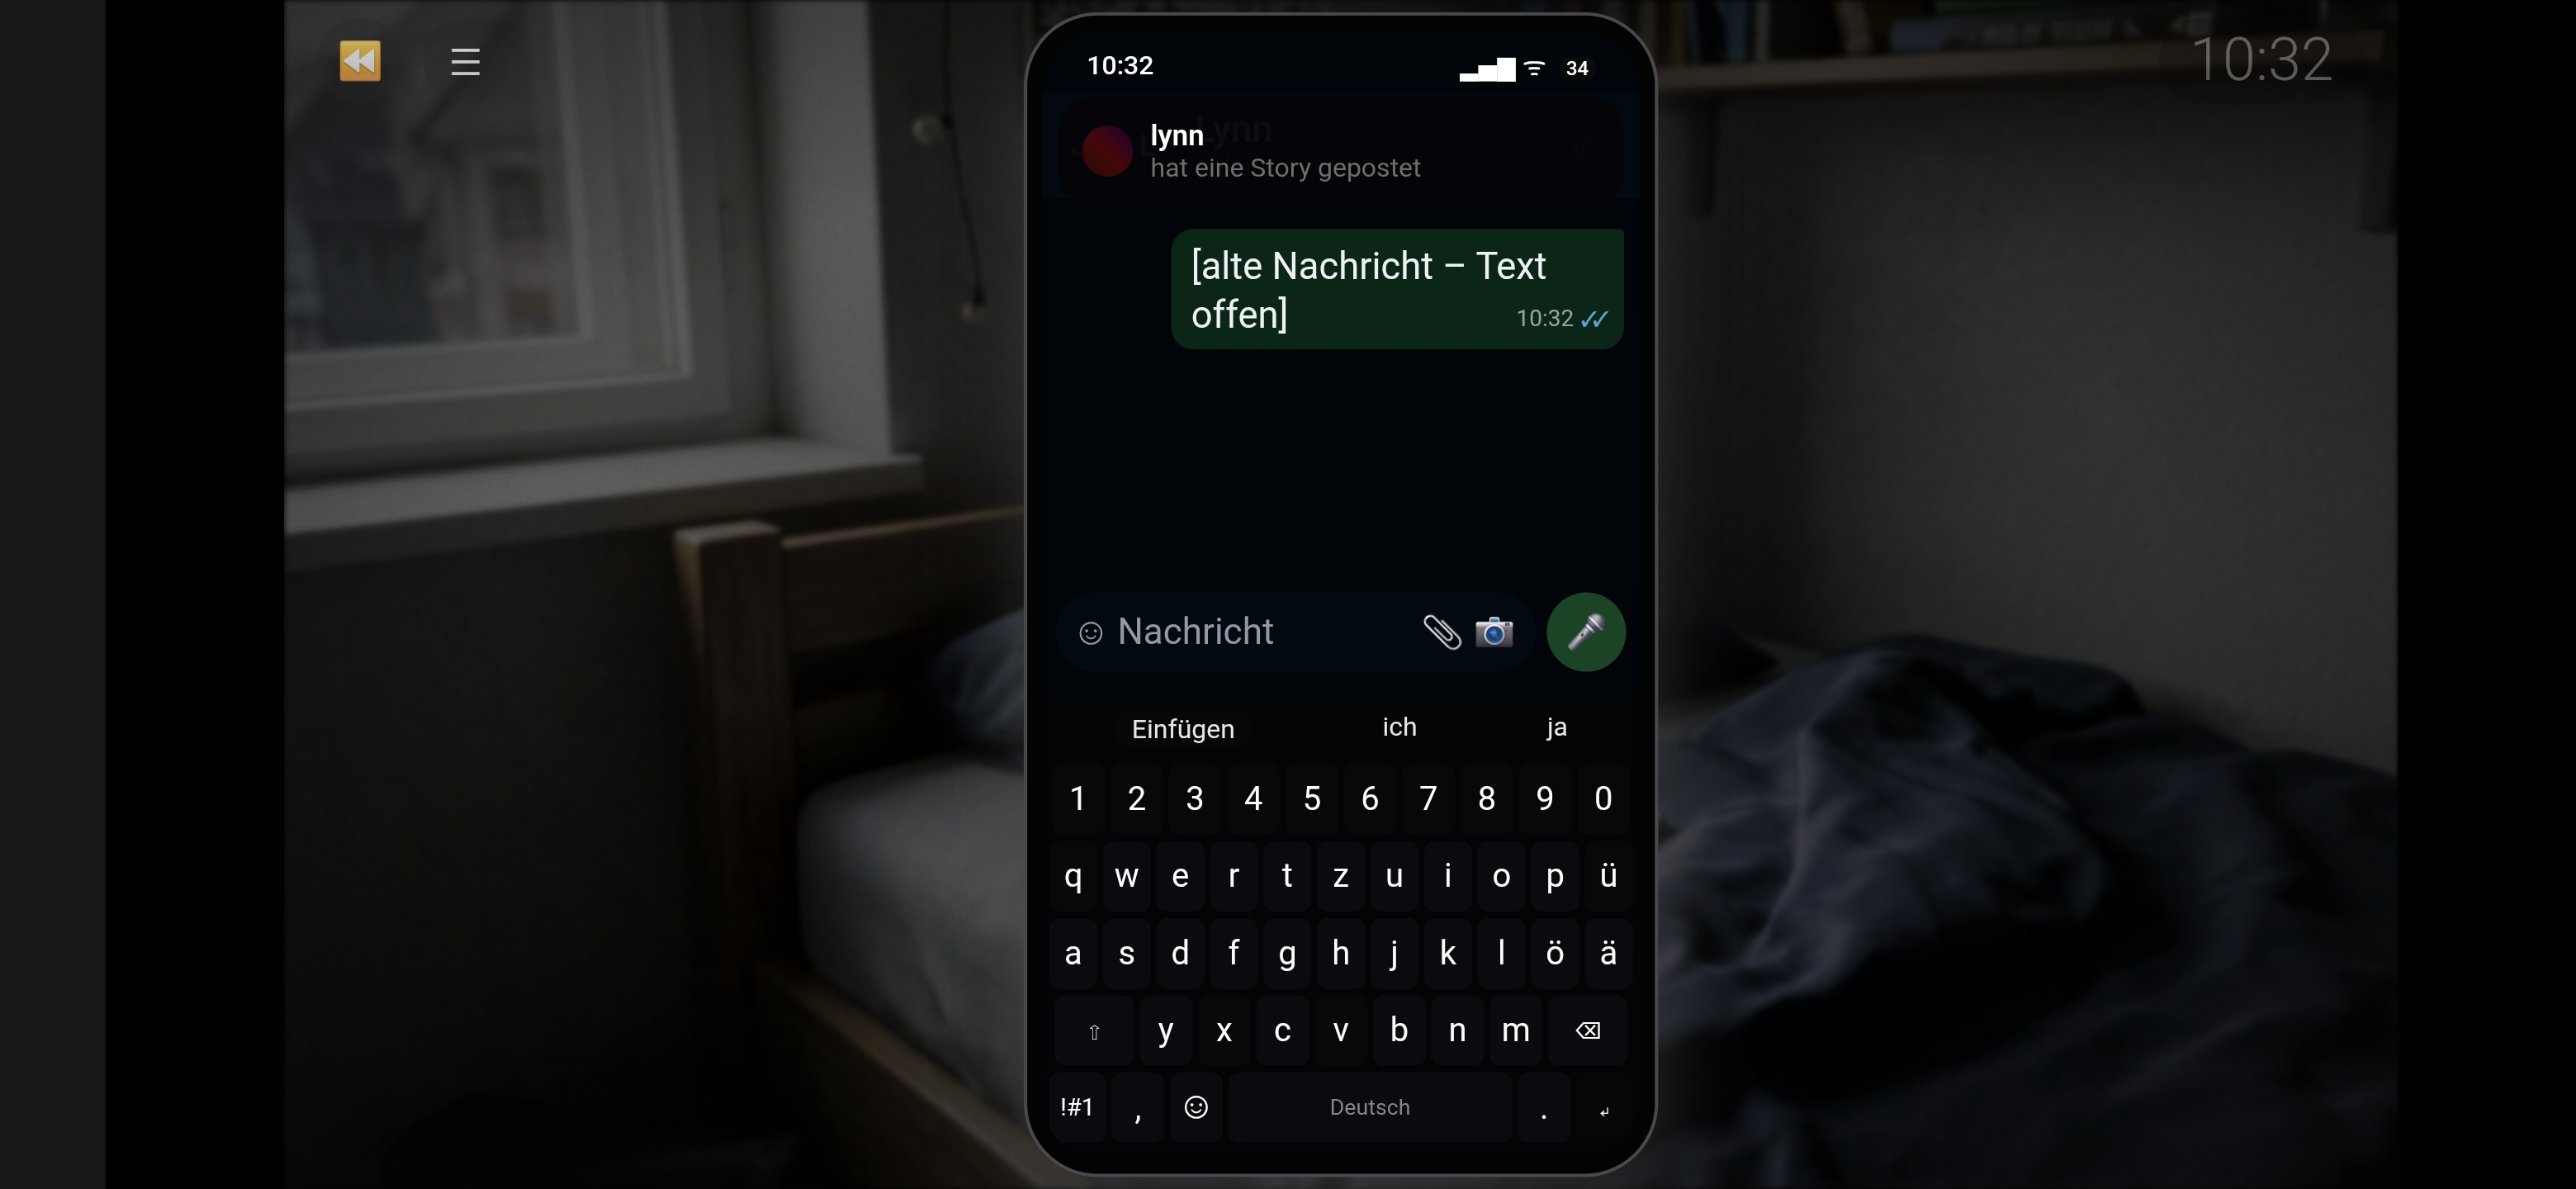 10:32
10:32
34
Lynn
lynn
hat eine Story gepostet
[alte Nachricht – Text
offen]
10:32
Nachricht
Einfügen ich ja
1 2 3 4 5 6 7 8 9 0
q w e r t z u i o p ü
a s d f g h j k l ö ä
y x c v b n m
!#1 , Deutsch .